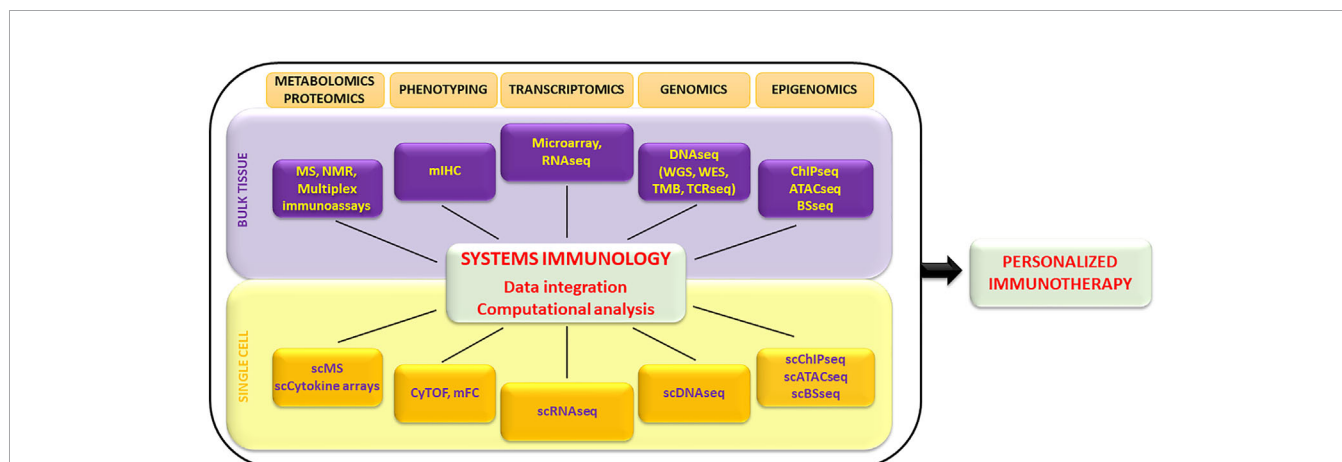 METABOLOMICS
PROTEOMICS
PHENOTYPING
TRANSCRIPTOMICS
GENOMICS
EPIGENOMICS
BULK TISSUE
MS, NMR,
Multiplex
immunoassays
mIHC
Microarray,
RNAseq
DNAseq
(WGS, WES,
TMB, TCRseq)
ChIPseq
ATACseq
BSseq
SYSTEMS IMMUNOLOGY
Data integration
Computational analysis
PERSONALIZED
IMMUNOTHERAPY
SINGLE CELL
scMS
scCytokine arrays
CyTOF, mFC
scRNAseq
scDNAseq
scChIPseq
scATACseq
scBSseq